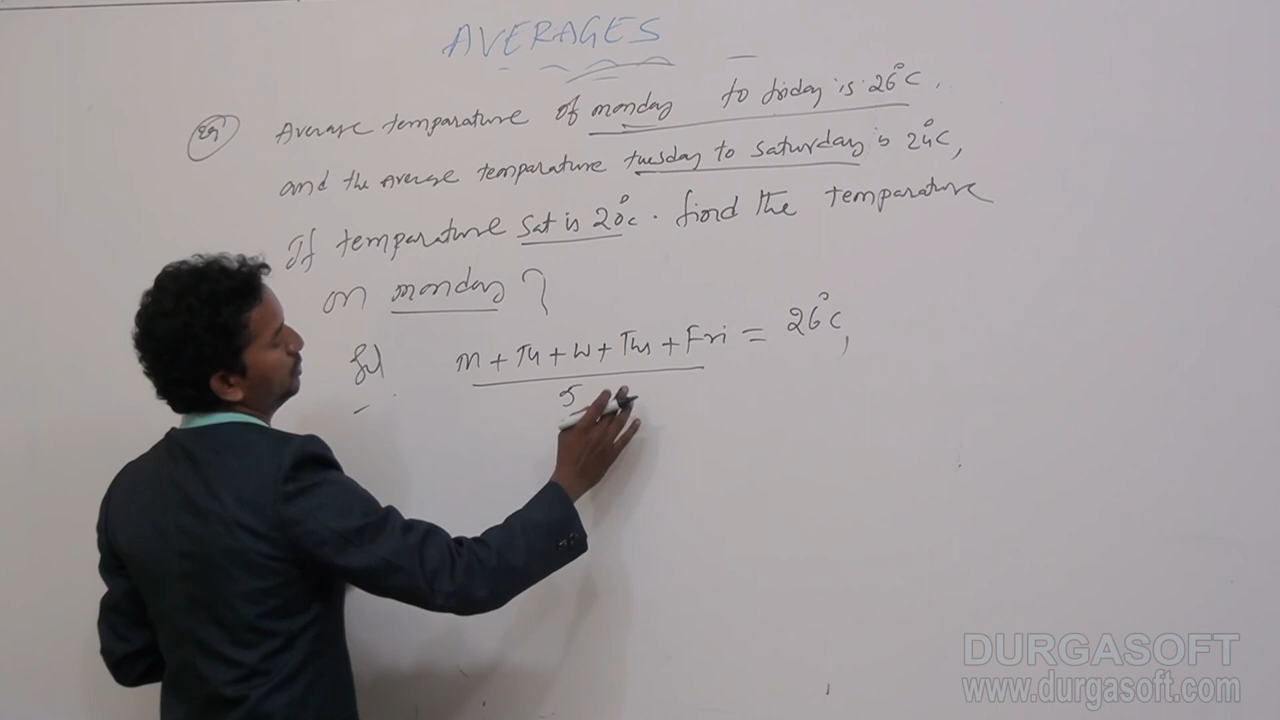 AVERAGES
Eg: Average temparature of monday to friday is 26°C.
and the average temparature tuesday to saturday is 24°C,
If temparature sat is 20°c. find the temparature
on monday?
Sol M + Tu + W + Thu + Fri = 26°C,
5
DURGASOFT
www.durgasoft.com